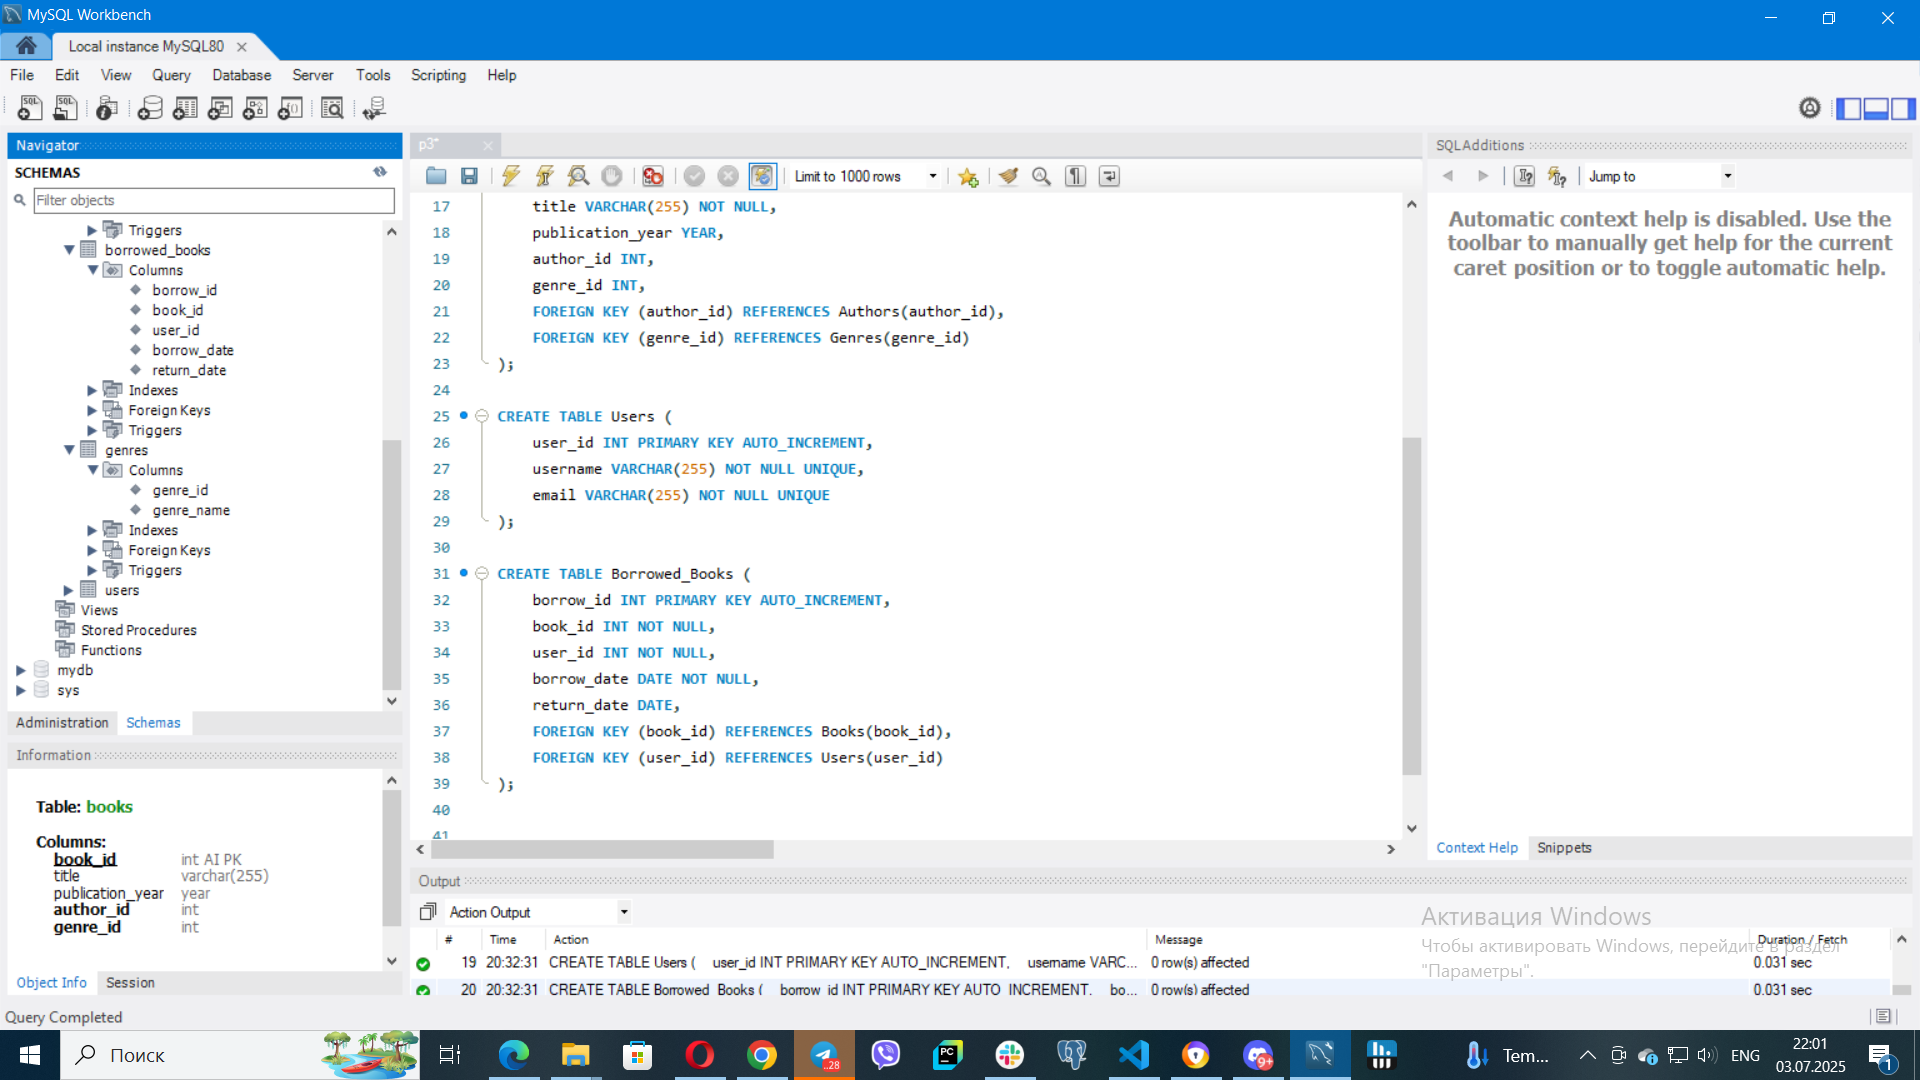 MySQL Workbench
Local instance MySQL80
File Edit View Query Database Server Tools Scripting Help
Navigator
SCHEMAS
Filter objects
Triggers
borrowed_books
Columns
borrow_id
book_id
user_id
borrow_date
return_date
Indexes
Foreign Keys
Triggers
genres
Columns
genre_id
genre_name
Indexes
Foreign Keys
Triggers
users
Views
Stored Procedures
Functions
mydb
sys
Administration Schemas
Information
Table: books
Columns:
book_id int AI PK
title varchar(255)
publication_year year
author_id int
genre_id int
Object Info Session
Query Completed
p3*
Limit to 1000 rows
17 title VARCHAR(255) NOT NULL,
18 publication_year YEAR,
19 author_id INT,
20 genre_id INT,
21 FOREIGN KEY (author_id) REFERENCES Authors(author_id),
22 FOREIGN KEY (genre_id) REFERENCES Genres(genre_id)
23 );
24
25 CREATE TABLE Users (
26 user_id INT PRIMARY KEY AUTO_INCREMENT,
27 username VARCHAR(255) NOT NULL UNIQUE,
28 email VARCHAR(255) NOT NULL UNIQUE
29 );
30
31 CREATE TABLE Borrowed_Books (
32 borrow_id INT PRIMARY KEY AUTO_INCREMENT,
33 book_id INT NOT NULL,
34 user_id INT NOT NULL,
35 borrow_date DATE NOT NULL,
36 return_date DATE,
37 FOREIGN KEY (book_id) REFERENCES Books(book_id),
38 FOREIGN KEY (user_id) REFERENCES Users(user_id)
39 );
40
41
SQLAdditions
Jump to
Automatic context help is disabled. Use the
toolbar to manually get help for the current
caret position or to toggle automatic help.
Context Help Snippets
Output
Action Output
# Time Action Message Duration / Fetch
19 20:32:31 CREATE TABLE Users ( user_id INT PRIMARY KEY AUTO_INCREMENT, username VARC... 0 row(s) affected 0.031 sec
20 20:32:31 CREATE TABLE Borrowed_Books ( borrow_id INT PRIMARY KEY AUTO_INCREMENT, bo... 0 row(s) affected 0.031 sec
Активация Windows
Чтобы активировать Windows, перейдите в раздел
"Параметры".
Поиск
PC
..28
9+
Tem...
ENG
22:01
03.07.2025
1